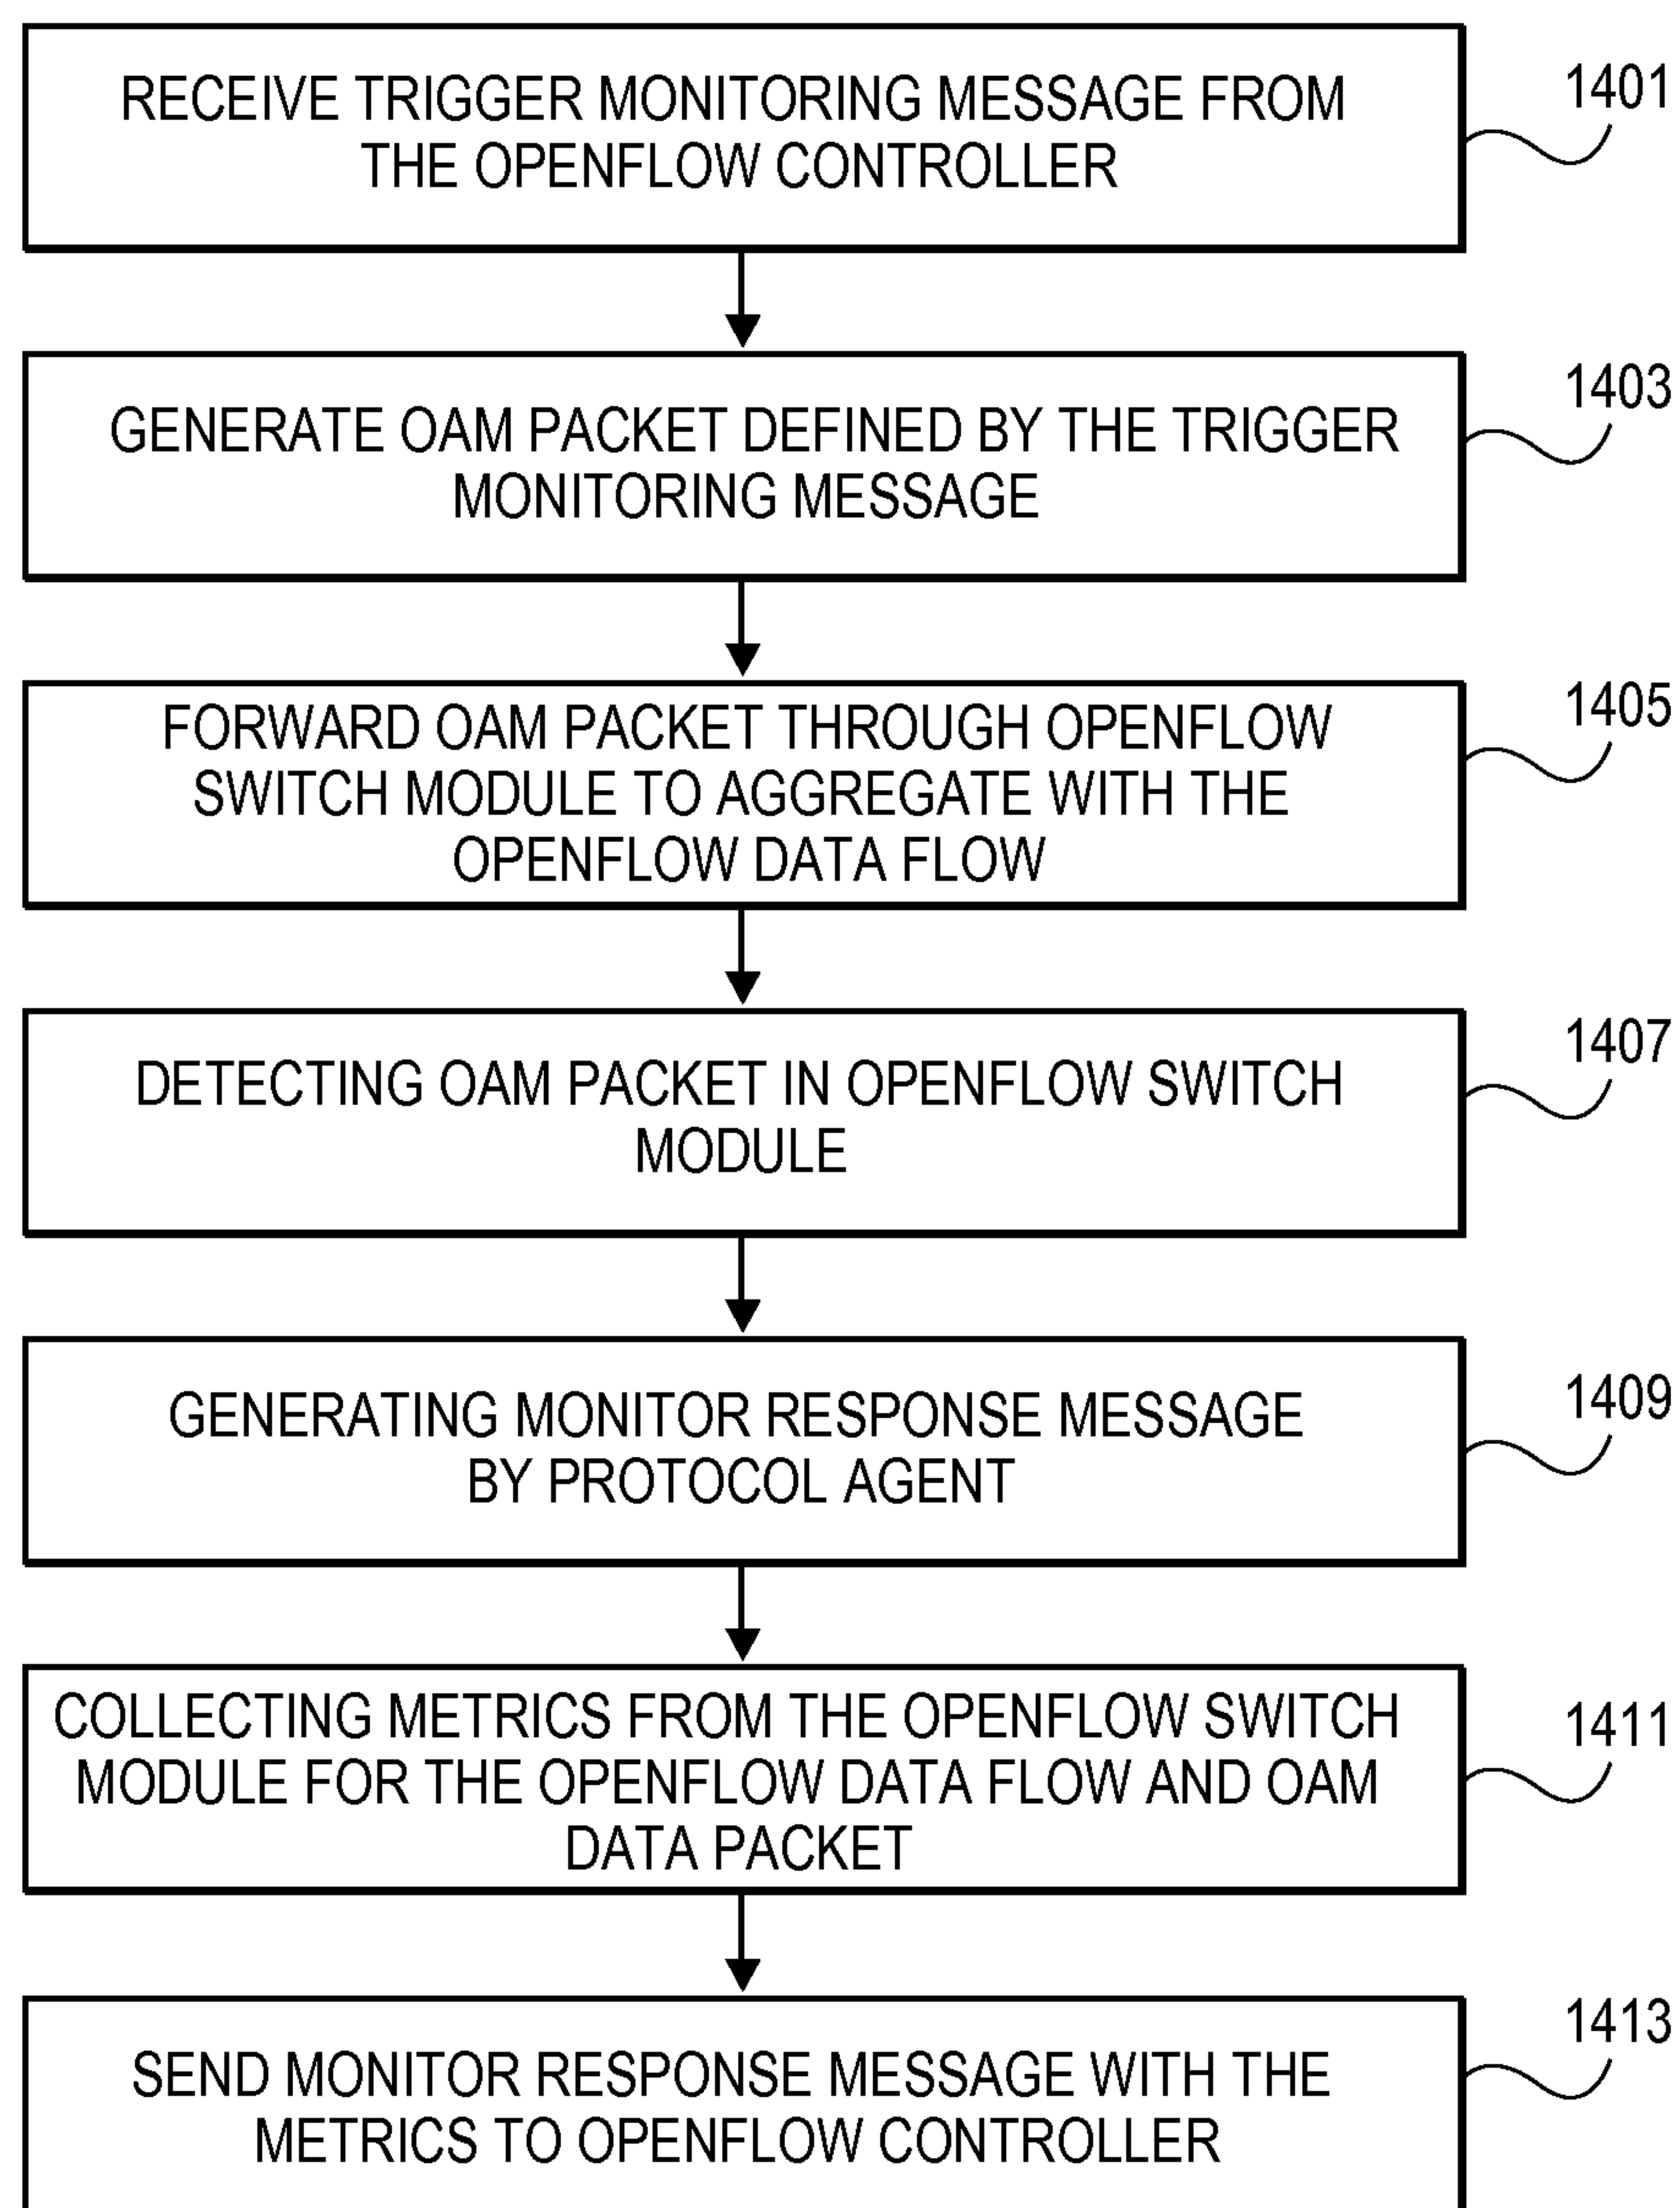 RECEIVE TRIGGER MONITORING MESSAGE FROM
THE OPENFLOW CONTROLLER
1401
GENERATE OAM PACKET DEFINED BY THE TRIGGER
MONITORING MESSAGE
1403
FORWARD OAM PACKET THROUGH OPENFLOW
SWITCH MODULE TO AGGREGATE WITH THE
OPENFLOW DATA FLOW
1405
DETECTING OAM PACKET IN OPENFLOW SWITCH
MODULE
1407
GENERATING MONITOR RESPONSE MESSAGE
BY PROTOCOL AGENT
1409
COLLECTING METRICS FROM THE OPENFLOW SWITCH
MODULE FOR THE OPENFLOW DATA FLOW AND OAM
DATA PACKET
1411
SEND MONITOR RESPONSE MESSAGE WITH THE
METRICS TO OPENFLOW CONTROLLER
1413